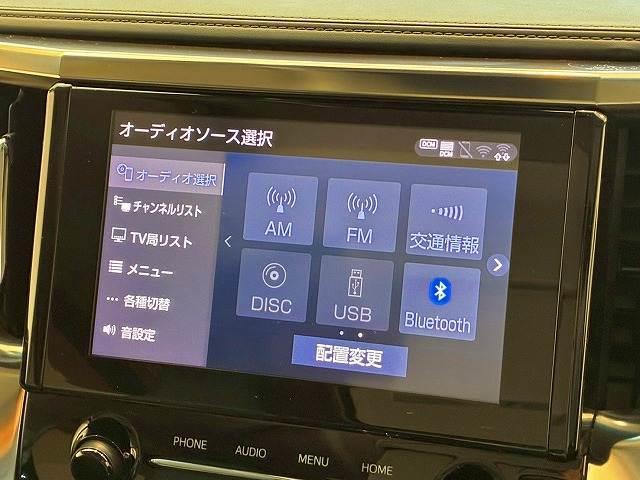 オーディオソース選択
DCM
DCM
オーディオ選択
チャンネルリスト
TV局リスト
メニュー
各種切替
音設定
AM
FM
交通情報
DISC
USB
Bluetooth
配置変更
PHONE
AUDIO
MENU
HOME